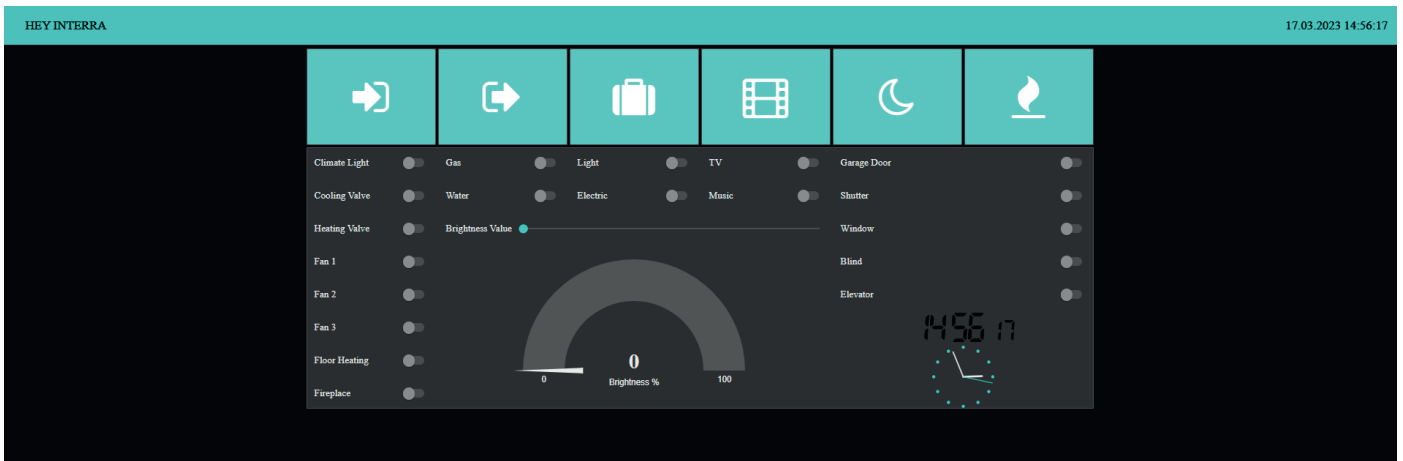 HEY INTERRA
17.03.2023 14:56:17
Climate Light
Gas
Light
TV
Garage Door
Cooling Valve
Water
Electric
Music
Shutter
Heating Valve
Brightness Value
Window
Fan 1
Blind
Fan 2
Elevator
Fan 3
14 56 17
Floor Heating
0
Brightness %
0
100
Fireplace